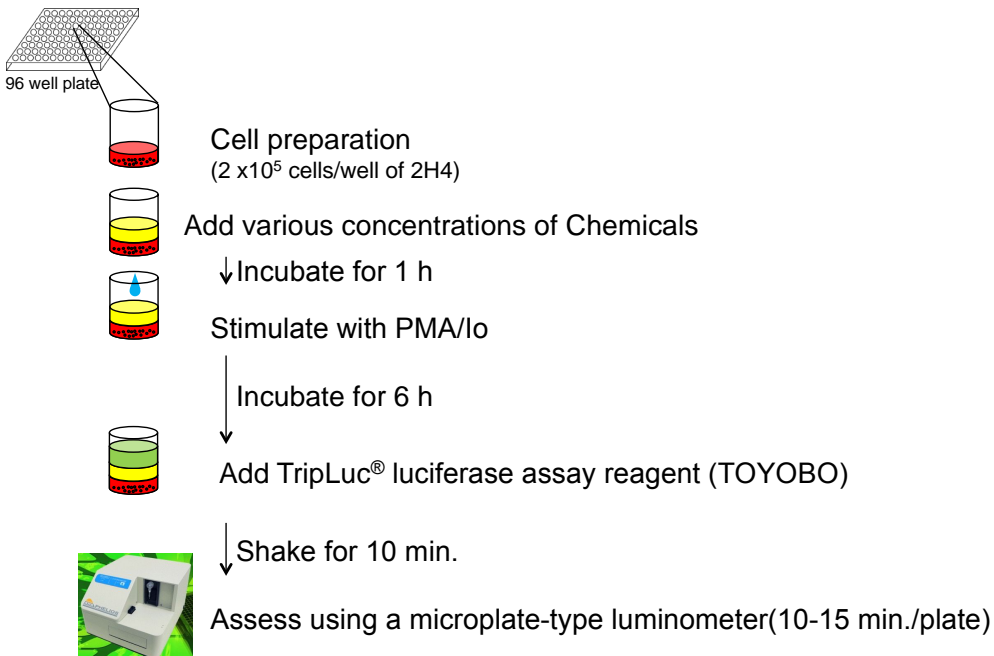 96 well plate
Cell preparation
(2 x10⁵ cells/well of 2H4)
Add various concentrations of Chemicals
Incubate for 1 h
Stimulate with PMA/Io
Incubate for 6 h
Add TripLuc® luciferase assay reagent (TOYOBO)
Shake for 10 min.
Assess using a microplate-type luminometer(10-15 min./plate)